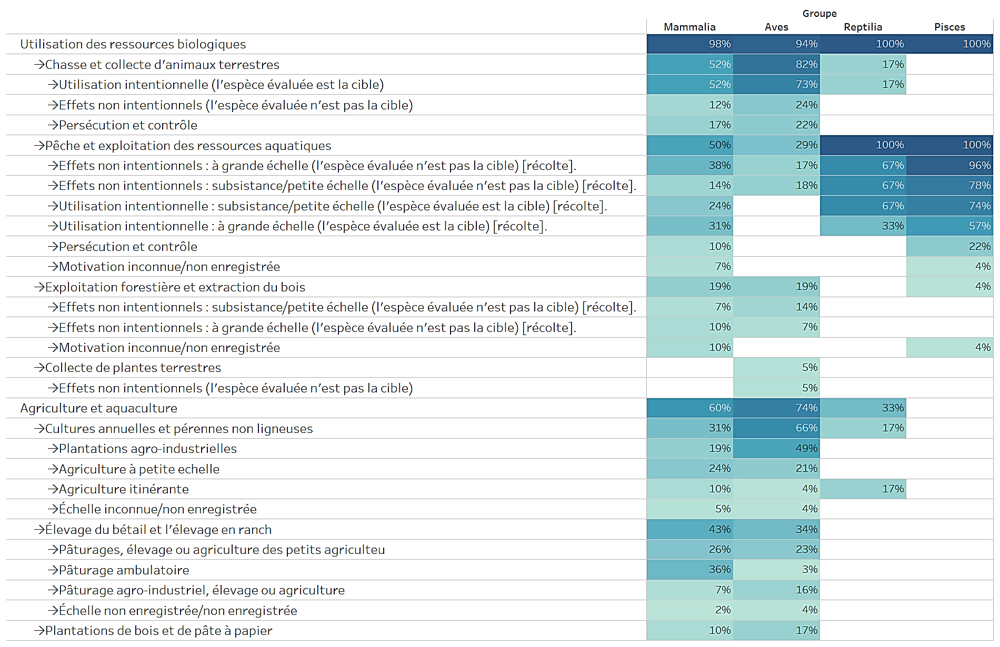 Groupe
Mammalia Aves Reptilia Pisces
Utilisation des ressources biologiques 98% 94% 100% 100%
→Chasse et collecte d’animaux terrestres 52% 82% 17%
→Utilisation intentionnelle (l’espèce évaluée est la cible) 52% 73% 17%
→Effets non intentionnels (l’espèce évaluée n’est pas la cible) 12% 24%
→Persécution et contrôle 17% 22%
→Pêche et exploitation des ressources aquatiques 50% 29% 100% 100%
→Effets non intentionnels : à grande échelle (l’espèce évaluée n’est pas la cible) [récolte]. 38% 17% 67% 96%
→Effets non intentionnels : subsistance/petite échelle (l’espèce évaluée n’est pas la cible) [récolte]. 14% 18% 67% 78%
→Utilisation intentionnelle : subsistance/petite échelle (l’espèce évaluée est la cible) [récolte]. 24% 67% 74%
→Utilisation intentionnelle : à grande échelle (l’espèce évaluée est la cible) [récolte]. 31% 33% 57%
→Persécution et contrôle 10% 22%
→Motivation inconnue/non enregistrée 7% 4%
→Exploitation forestière et extraction du bois 19% 19% 4%
→Effets non intentionnels : subsistance/petite échelle (l’espèce évaluée n’est pas la cible) [récolte]. 7% 14%
→Effets non intentionnels : à grande échelle (l’espèce évaluée n’est pas la cible) [récolte]. 10% 7%
→Motivation inconnue/non enregistrée 10% 4%
→Collecte de plantes terrestres 5%
→Effets non intentionnels (l’espèce évaluée n’est pas la cible) 5%
Agriculture et aquaculture 60% 74% 33%
→Cultures annuelles et pérennes non ligneuses 31% 66% 17%
→Plantations agro-industrielles 19% 49%
→Agriculture à petite echelle 24% 21%
→Agriculture itinérante 10% 4% 17%
→Échelle inconnue/non enregistrée 5% 4%
→Élevage du bétail et l’élevage en ranch 43% 34%
→Pâturages, élevage ou agriculture des petits agriculteu 26% 23%
→Pâturage ambulatoire 36% 3%
→Pâturage agro-industriel, élevage ou agriculture 7% 16%
→Échelle non enregistrée/non enregistrée 2% 4%
→Plantations de bois et de pâte à papier 10% 17%